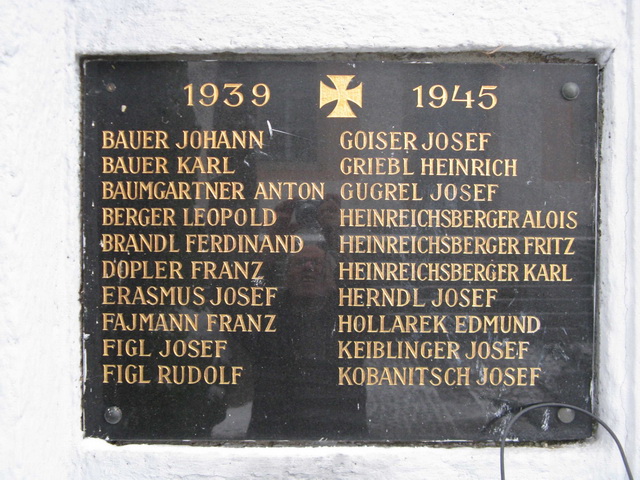 1939 1945
BAUER JOHANN
BAUER KARL
BAUMGARTNER ANTON
BERGER LEOPOLD
BRANDL FERDINAND
DOPLER FRANZ
ERASMUS JOSEF
FAJMANN FRANZ
FIGL JOSEF
FIGL RUDOLF
GOISER JOSEF
GRIEBL HEINRICH
GUGREL JOSEF
HEINREICHSBERGER ALOIS
HEINREICHSBERGER FRITZ
HEINREICHSBERGER KARL
HERNDL JOSEF
HOLLAREK EDMUND
KEIBLINGER JOSEF
KOBANITSCH JOSEF